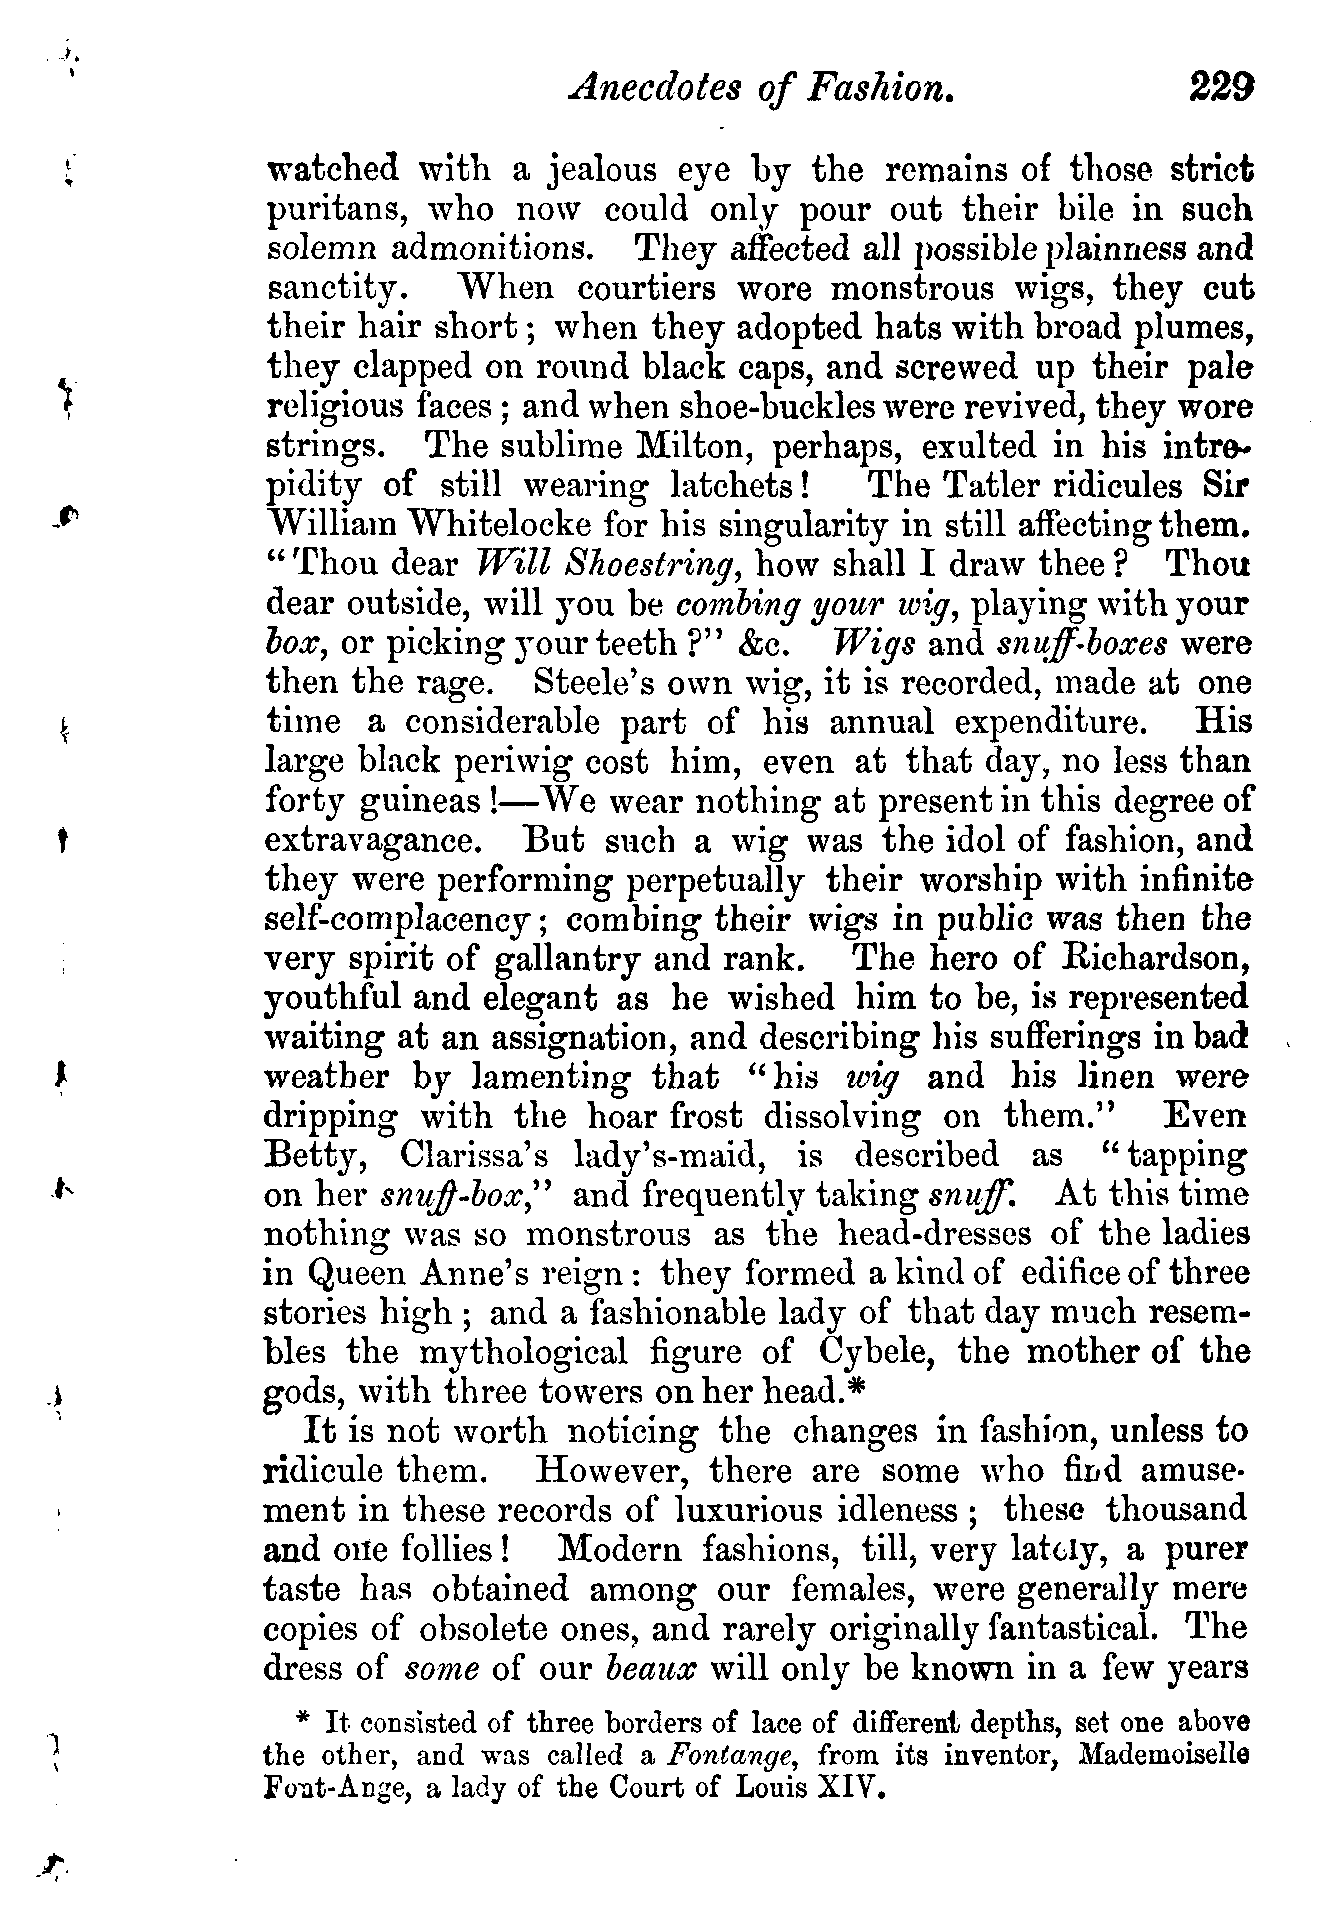 Anecdotes of Fashion. 229
watched with a jealous eye by the remains of those strict
puritans, who now could only pour out their bile in such
solemn admonitions. They affected all possible plainness and
sanctity. When courtiers wore monstrous wigs, they cut
their hair short; when they adopted hats with broad plumes,
they clapped on round black caps, and screwed up their pale
religious faces; and when shoe-buckles were revived, they wore
strings. The sublime Milton, perhaps, exulted in his intre-
pidity of still wearing latchets! The Tatler ridicules Sir
William Whitelocke for his singularity in still affecting them.
"Thou dear Will Shoestring, how shall I draw thee? Thou
dear outside, will you be combing your wig, playing with your
box, or picking your teeth?" &c. Wigs and snuff-boxes were
then the rage. Steele's own wig, it is recorded, made at one
time a considerable part of his annual expenditure. His
large black periwig cost him, even at that day, no less than
forty guineas!—We wear nothing at present in this degree of
extravagance. But such a wig was the idol of fashion, and
they were performing perpetually their worship with infinite
self-complacency; combing their wigs in public was then the
very spirit of gallantry and rank. The hero of Richardson,
youthful and elegant as he wished him to be, is represented
waiting at an assignation, and describing his sufferings in bad
weather by lamenting that "his wig and his linen were
dripping with the hoar frost dissolving on them." Even
Betty, Clarissa's lady's-maid, is described as "tapping
on her snuff-box," and frequently taking snuff. At this time
nothing was so monstrous as the head-dresses of the ladies
in Queen Anne's reign: they formed a kind of edifice of three
stories high; and a fashionable lady of that day much resem-
bles the mythological figure of Cybele, the mother of the
gods, with three towers on her head.*
It is not worth noticing the changes in fashion, unless to
ridicule them. However, there are some who find amuse-
ment in these records of luxurious idleness; these thousand
and one follies! Modern fashions, till, very lately, a purer
taste has obtained among our females, were generally mere
copies of obsolete ones, and rarely originally fantastical. The
dress of some of our beaux will only be known in a few years
* It consisted of three borders of lace of different depths, set one above
the other, and was called a Fontange, from its inventor, Mademoiselle
Font-Ange, a lady of the Court of Louis XIV.